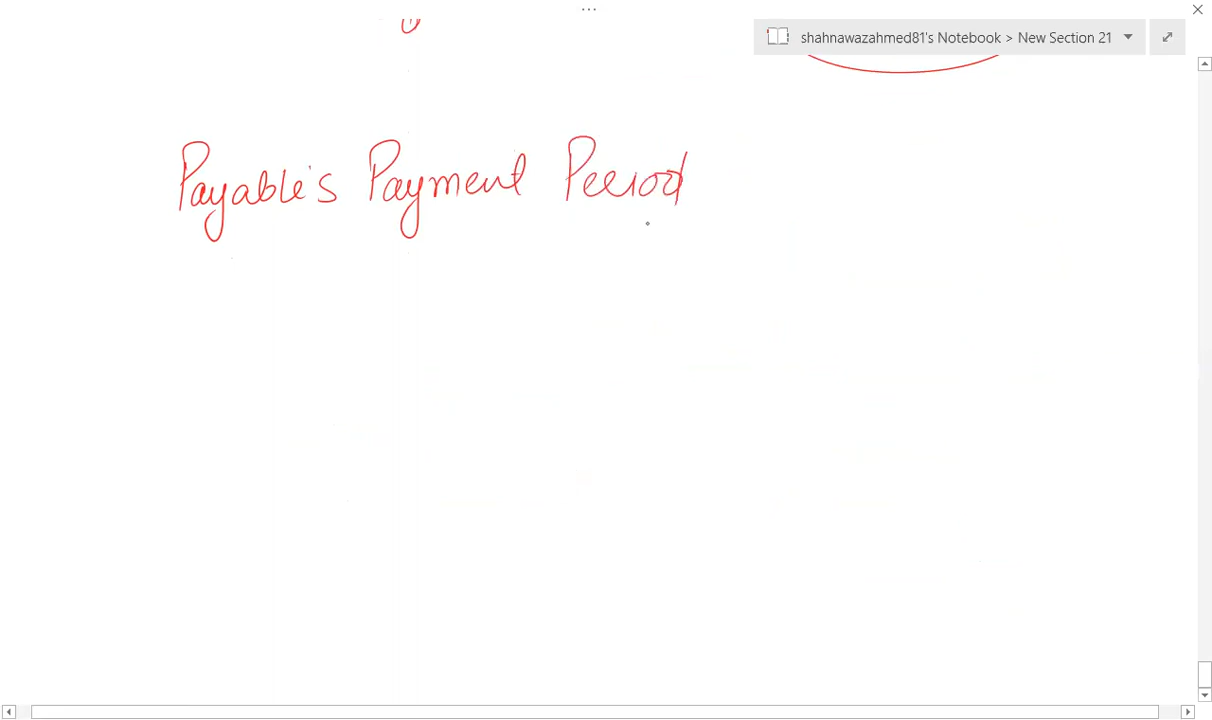 shahnawazahmed81's Notebook > New Section 21
Payable's Payment Period